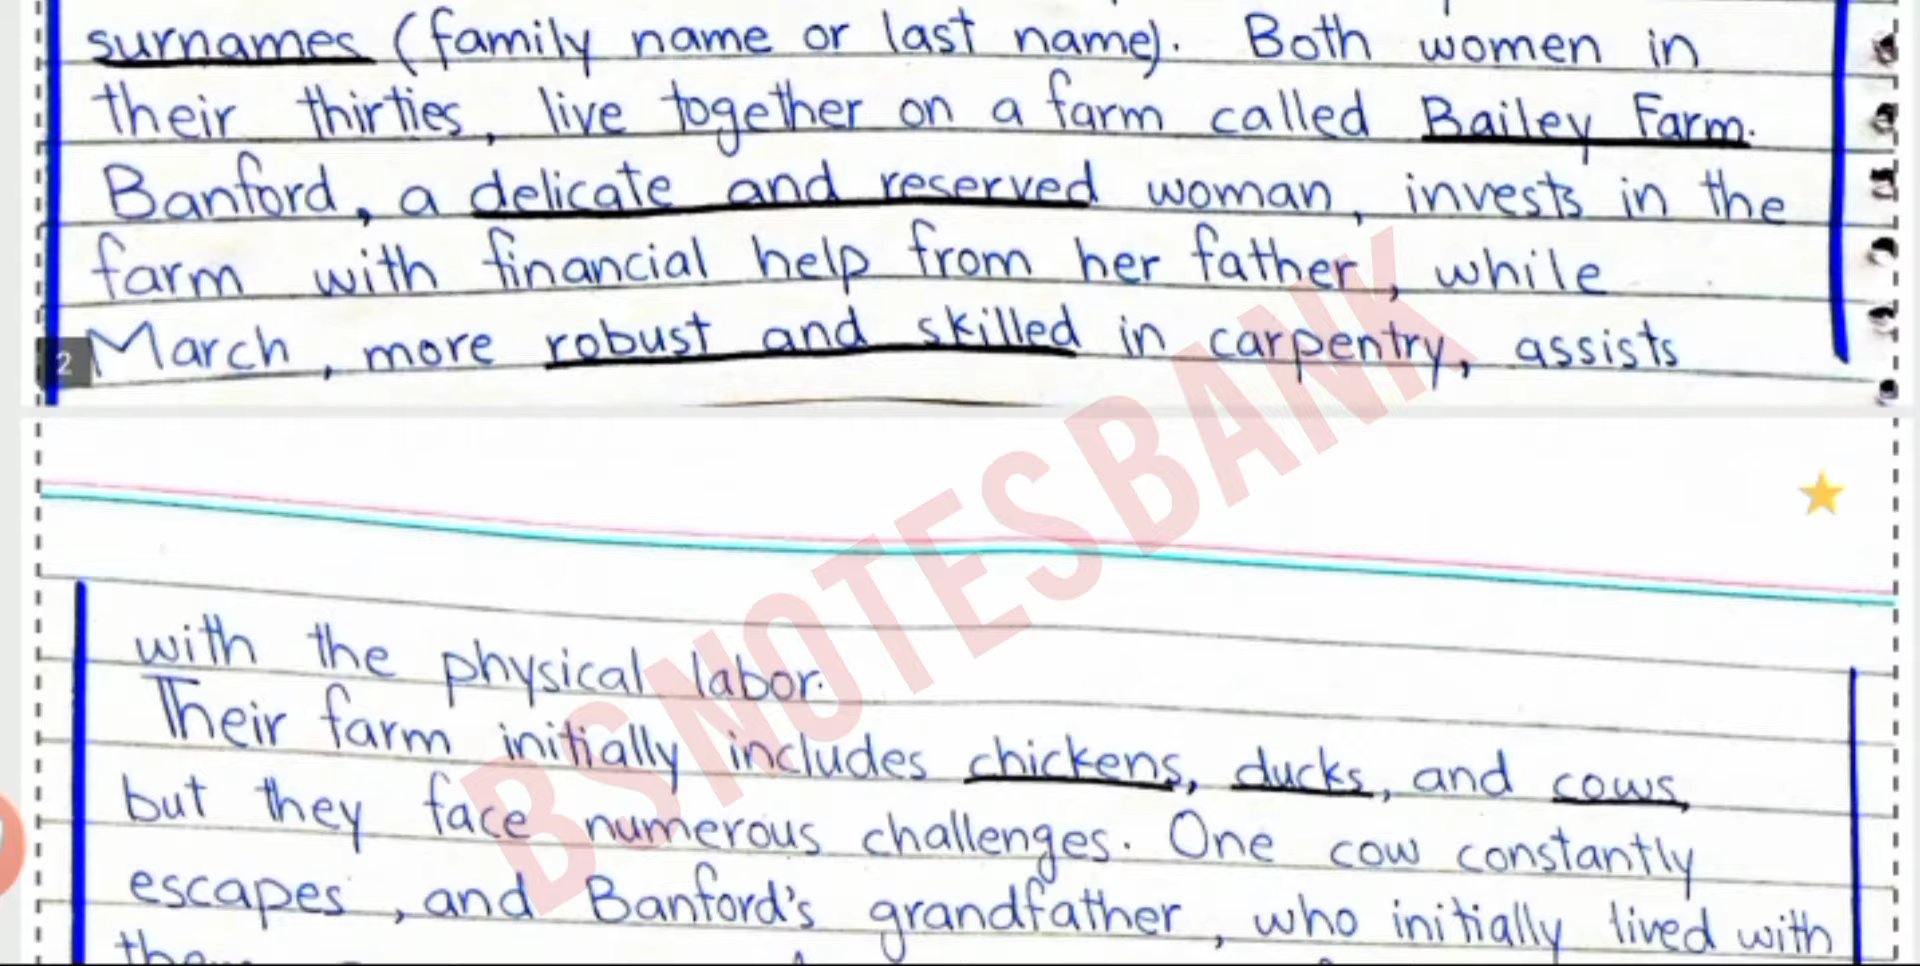 surnames (family name or last name). Both women in
their thirties, live together on a farm called Bailey Farm.
Banford, a delicate and reserved woman, invests in the
farm with financial help from her father, while
March, more robust and skilled in carpentry, assists
2
BSNOTESBANK
with the physical labor.
Their farm initially includes chickens, ducks, and cows,
but they face numerous challenges. One cow constantly
escapes, and Banford's grandfather, who initially lived with